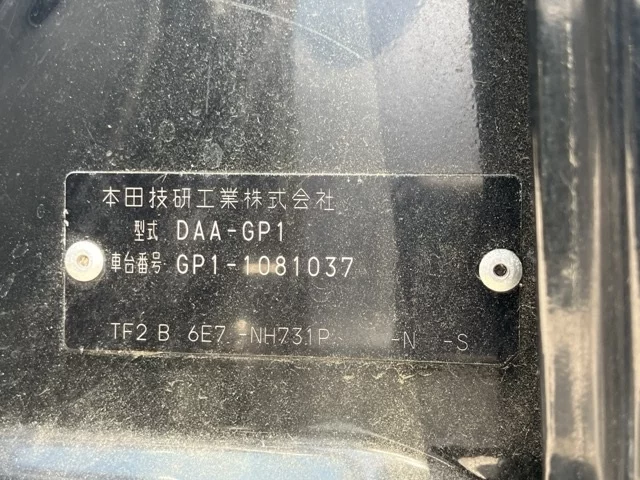 本田技研工業株式会社
型式 DAA-GP1
車台番号 GP1-1081037
TF2 B 6E7 -NH731P -N -S